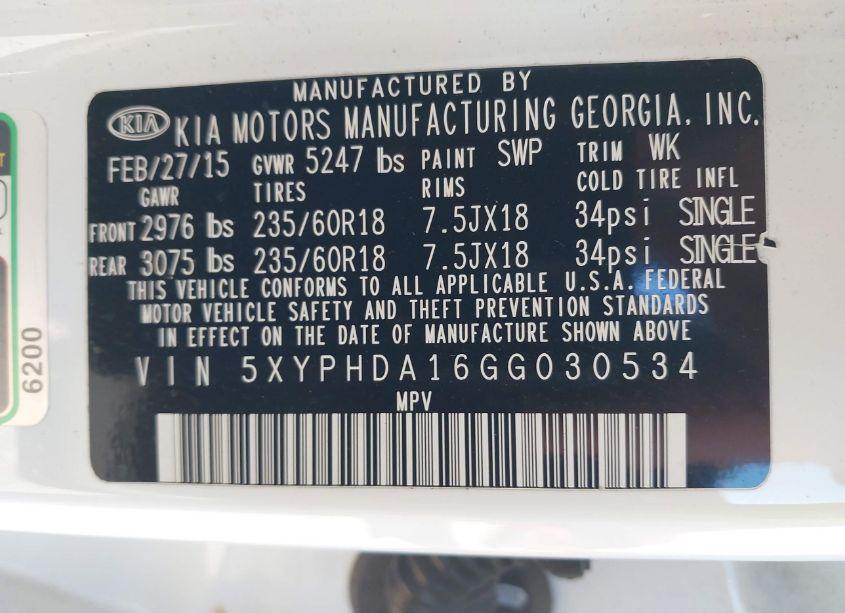 MANUFACTURED BY
KIA KIA MOTORS MANUFACTURING GEORGIA, INC.
FEB/27/15 GVWR 5247 lbs PAINT SWP TRIM WK
GAWR TIRES RIMS COLD TIRE INFL
FRONT 2976 lbs 235/60R18 7.5JX18 34psi SINGLE
REAR 3075 lbs 235/60R18 7.5JX18 34psi SINGLE
THIS VEHICLE CONFORMS TO ALL APPLICABLE U.S.A. FEDERAL
MOTOR VEHICLE SAFETY AND THEFT PREVENTION STANDARDS
IN EFFECT ON THE DATE OF MANUFACTURE SHOWN ABOVE
VIN 5XYPHDA16GG030534
MPV
6200